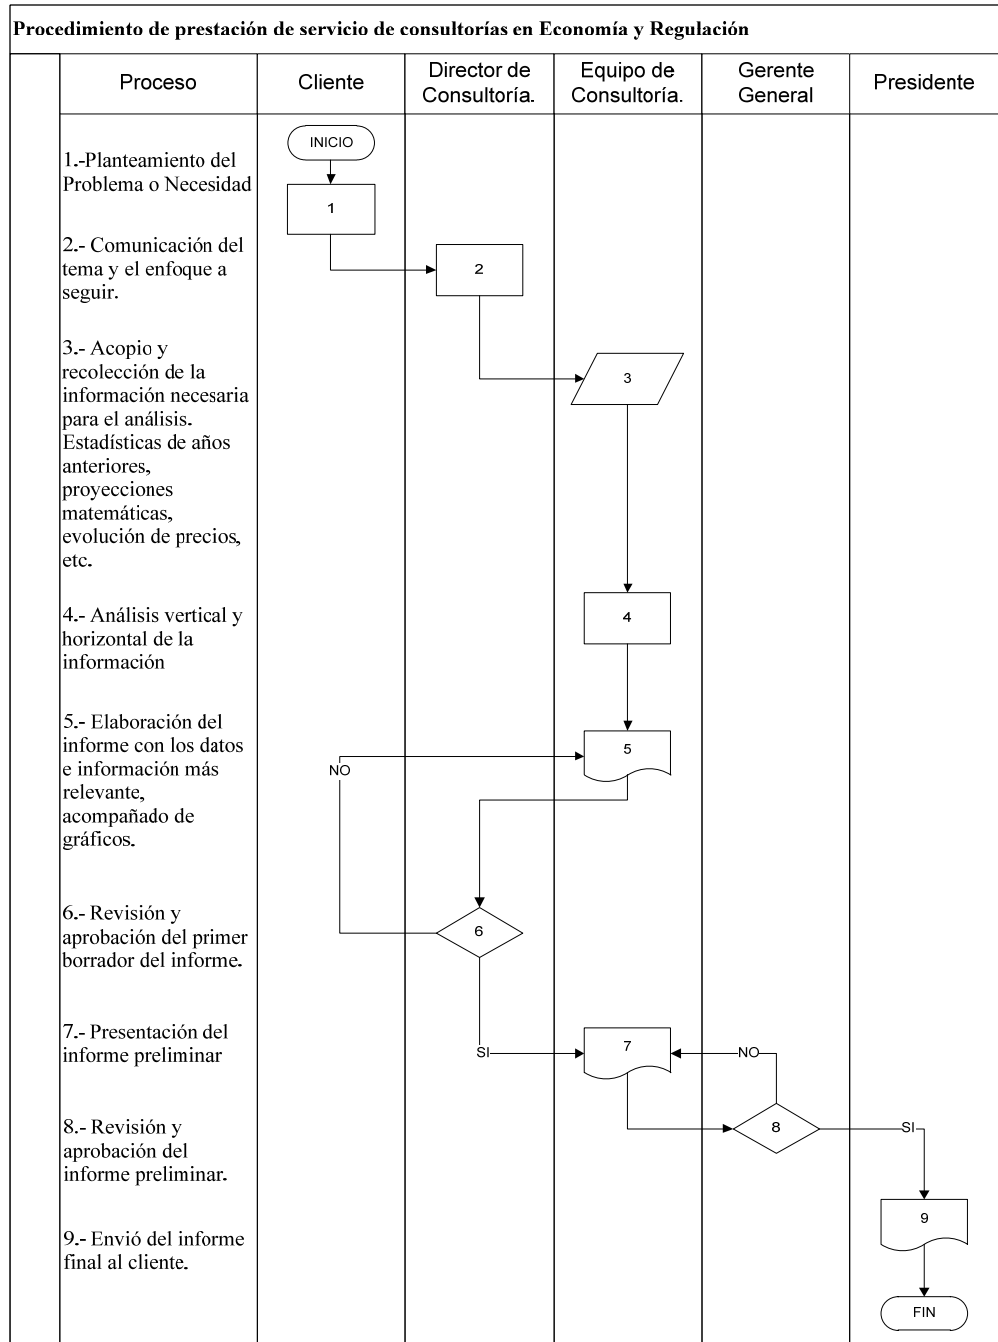 Procedimiento de prestación de servicio de consultorías en Economía y Regulación
Proceso
Cliente
Director de
Consultoría.
Equipo de
Consultoría.
Gerente
General
Presidente
INICIO
1.-Planteamiento del
Problema o Necesidad
1
2.- Comunicación del
tema y el enfoque a
seguir.
2
3.- Acopio y
recolección de la
información necesaria
para el análisis.
Estadísticas de años
anteriores,
proyecciones
matemáticas,
evolución de precios,
etc.
3
4.- Análisis vertical y
horizontal de la
información
4
5.- Elaboración del
informe con los datos
e información más
relevante,
acompañado de
gráficos.
5
NO
6.- Revisión y
aprobación del primer
borrador del informe.
6
7.- Presentación del
informe preliminar
SI
7
NO
8.- Revisión y
aprobación del
informe preliminar.
8
SI
9.- Envió del informe
final al cliente.
9
FIN